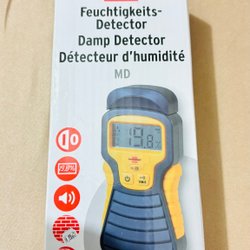 Feuchtigkeits-
Detector
Damp Detector
Détecteur d'humidité
MD
19.8%